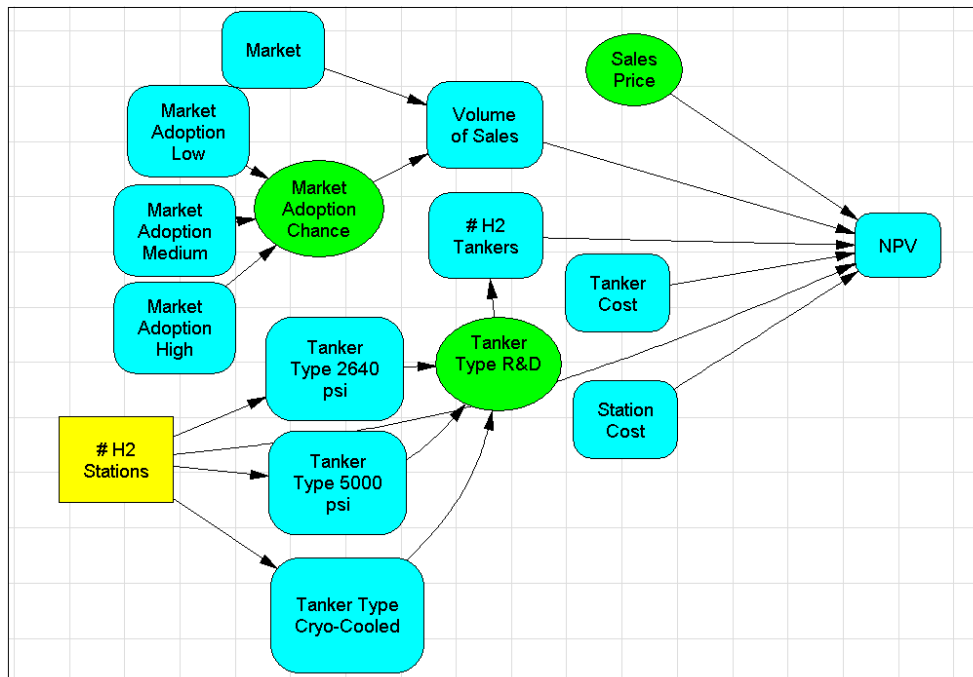 Market
Sales
Price
Market
Adoption
Low
Volume
of Sales
Market
Adoption
Chance
Market
Adoption
Medium
# H2
Tankers
NPV
Tanker
Cost
Market
Adoption
High
Tanker
Type 2640
psi
Tanker
Type R&D
Station
Cost
# H2
Stations
Tanker
Type 5000
psi
Tanker Type
Cryo-Cooled